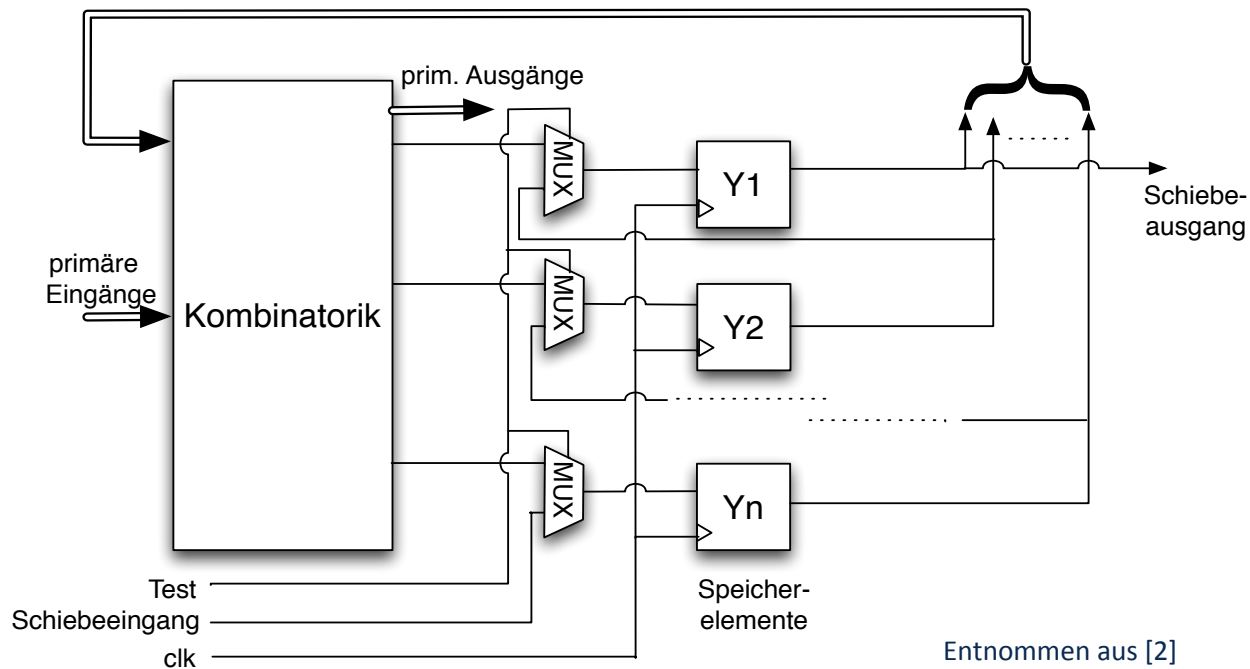 prim. Ausgänge
MUX
Y1
Schiebe-
ausgang
primäre
Eingänge
Kombinatorik
MUX
Y2
MUX
Yn
Test
Schiebeeingang
clk
Speicher-
elemente
Entnommen aus [2]